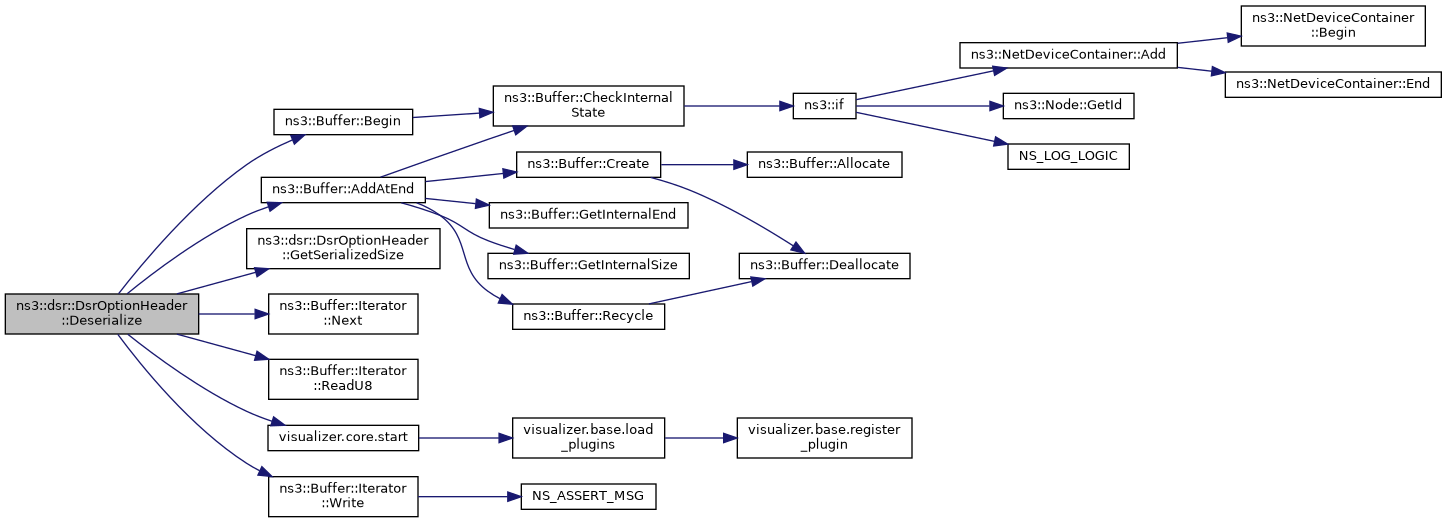 ns3::dsr::DsrOptionHeader
::Deserialize
ns3::Buffer::Begin
ns3::Buffer::AddAtEnd
ns3::dsr::DsrOptionHeader
::GetSerializedSize
ns3::Buffer::Iterator
::Next
ns3::Buffer::Iterator
::ReadU8
visualizer.core.start
ns3::Buffer::Iterator
::Write
ns3::Buffer::CheckInternal
State
ns3::Buffer::Create
ns3::Buffer::GetInternalEnd
ns3::Buffer::GetInternalSize
ns3::Buffer::Recycle
visualizer.base.load
_plugins
NS_ASSERT_MSG
ns3::if
ns3::Buffer::Allocate
ns3::Buffer::Deallocate
visualizer.base.register
_plugin
ns3::NetDeviceContainer::Add
ns3::Node::GetId
NS_LOG_LOGIC
ns3::NetDeviceContainer
::Begin
ns3::NetDeviceContainer::End